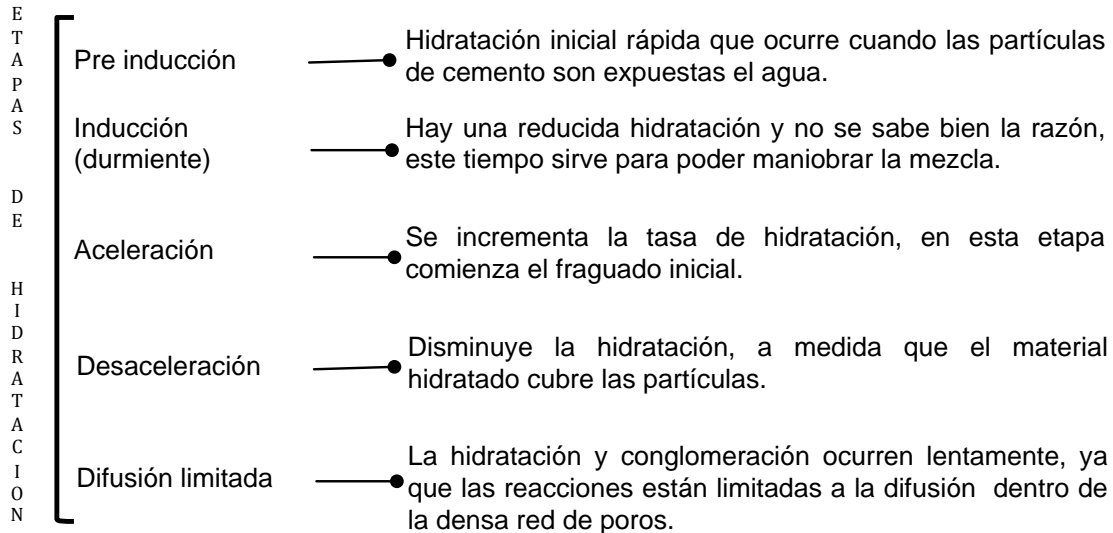 ETAPAS DE HIDRATACION
Pre inducción
Hidratación inicial rápida que ocurre cuando las partículas
de cemento son expuestas el agua.
Inducción
(durmiente)
Hay una reducida hidratación y no se sabe bien la razón,
este tiempo sirve para poder maniobrar la mezcla.
Aceleración
Se incrementa la tasa de hidratación, en esta etapa
comienza el fraguado inicial.
Desaceleración
Disminuye la hidratación, a medida que el material
hidratado cubre las partículas.
Difusión limitada
La hidratación y conglomeración ocurren lentamente, ya
que las reacciones están limitadas a la difusión dentro de
la densa red de poros.